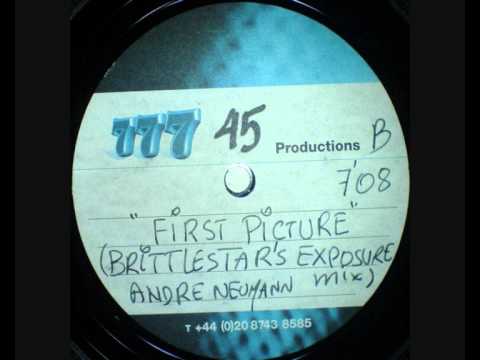 777 45 Productions B
7'08
"FIRST PICTURE"
(BRITTLESTAR'S EXPOSURE
ANDRE NEUMANN mix)
T +44 (0)20 8743 8585